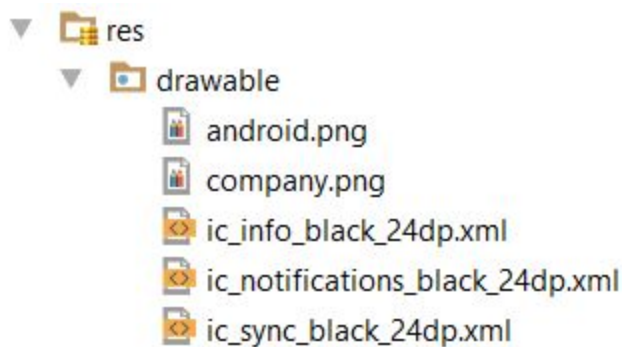 res
drawable
android.png
company.png
ic_info_black_24dp.xml
ic_notifications_black_24dp.xml
ic_sync_black_24dp.xml